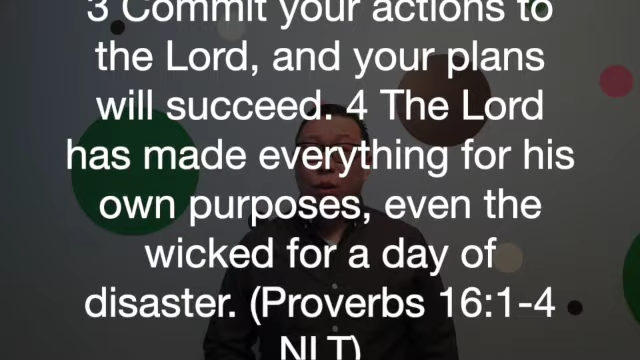 3 Commit your actions to
the Lord, and your plans
will succeed. 4 The Lord
has made everything for his
own purposes, even the
wicked for a day of
disaster. (Proverbs 16:1-4
NLT)